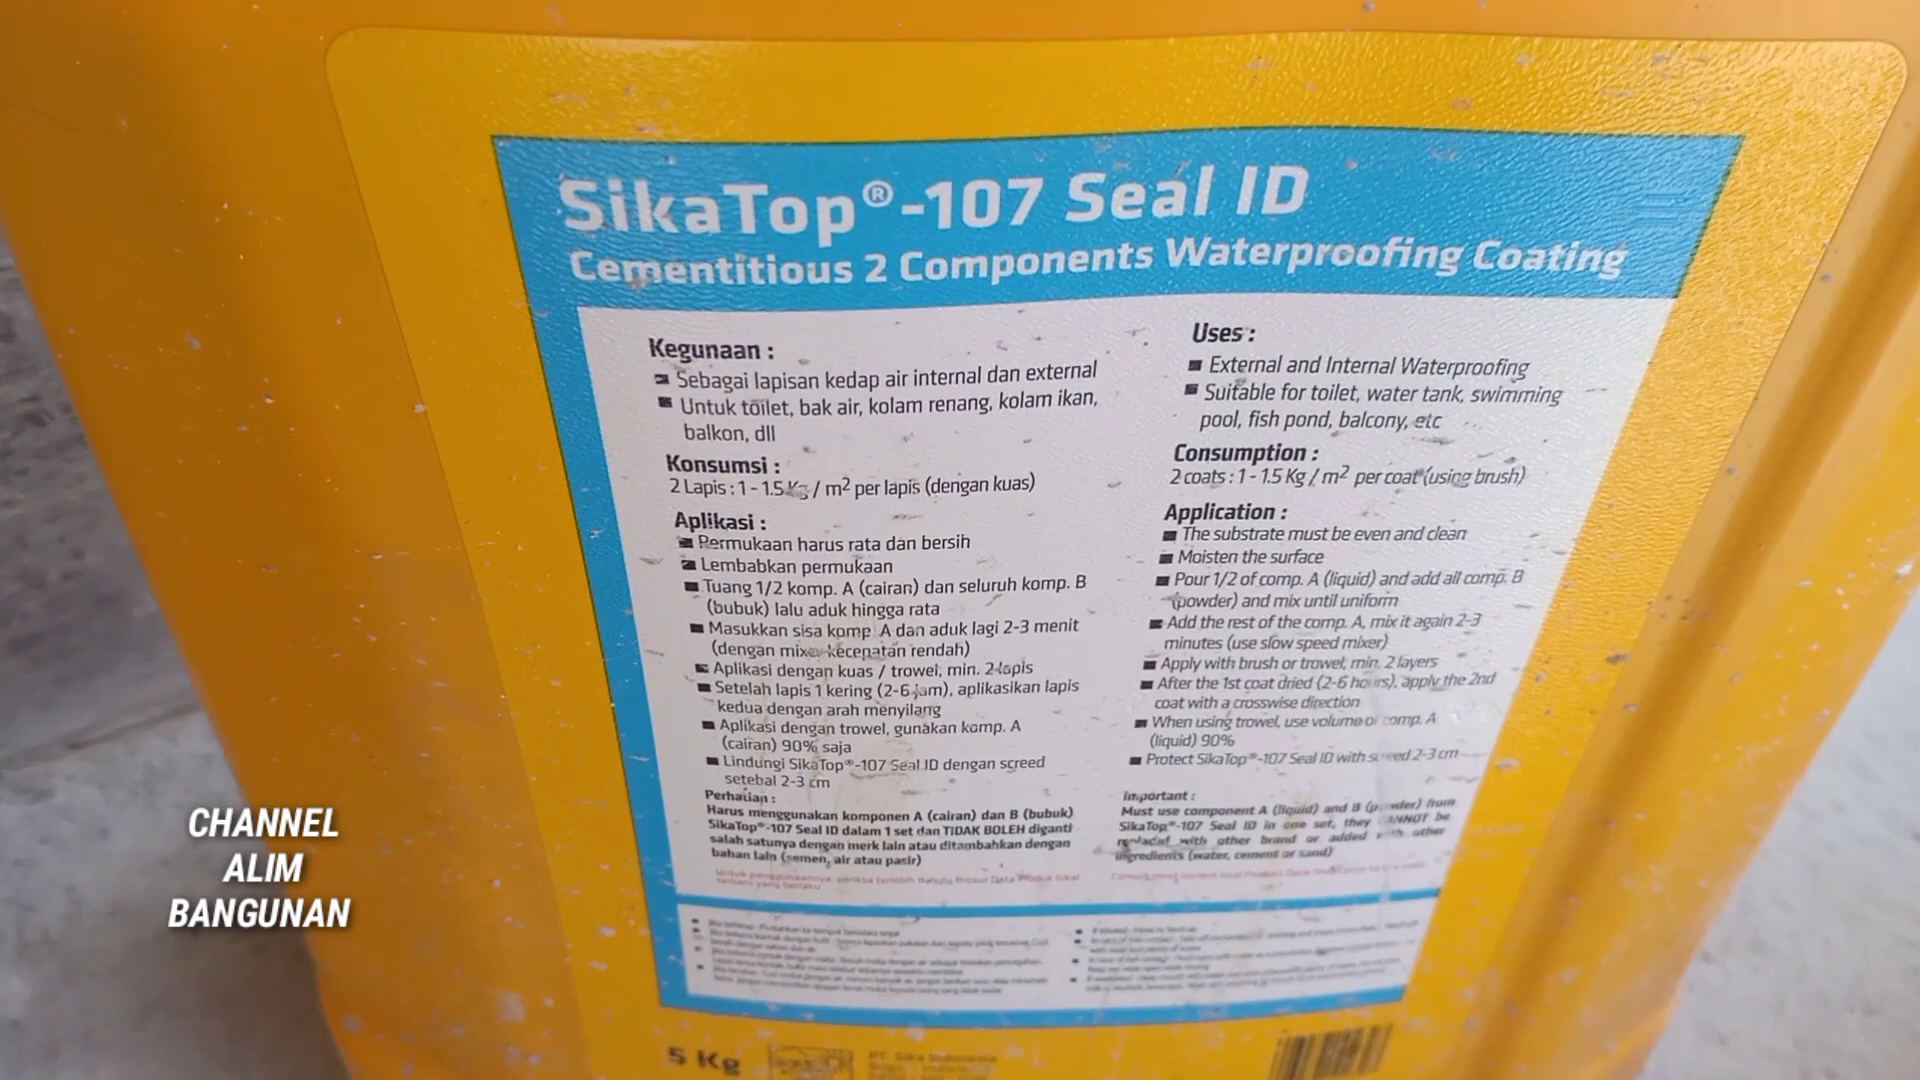 SikaTop®-107 Seal ID
Cementitious 2 Components Waterproofing Coating
Kegunaan :
Sebagai lapisan kedap air internal dan external
Untuk toilet, bak air, kolam renang, kolam ikan,
balkon, dll
Konsumsi :
2 Lapis : 1 - 1.5 Kg / m² per lapis (dengan kuas)
Aplikasi :
Permukaan harus rata dan bersih
Lembabkan permukaan
Tuang 1/2 komp. A (cairan) dan seluruh komp. B
(bubuk) lalu aduk hingga rata
Masukkan sisa komp A dan aduk lagi 2-3 menit
(dengan mixer kecepatan rendah)
Aplikasi dengan kuas / trowel, min. 2 lapis
Setelah lapis 1 kering (2-6 jam), aplikasikan lapis
kedua dengan arah menyilang
Aplikasi dengan trowel, gunakan komp. A
(cairan) 90% saja
Lindungi SikaTop®-107 Seal ID dengan screed
setebal 2-3 cm
Perhatian :
Harus menggunakan komponen A (cairan) dan B (bubuk)
SikaTop®-107 Seal ID dalam 1 set dan TIDAK BOLEH diganti
salah satunya dengan merk lain atau ditambahkan dengan
bahan lain (semen, air atau pasir)
Uses :
External and Internal Waterproofing
Suitable for toilet, water tank, swimming
pool, fish pond, balcony, etc
Consumption :
2 coats : 1 - 1.5 Kg / m² per coat (using brush)
Application :
The substrate must be even and clean
Moisten the surface
Pour 1/2 of comp. A (liquid) and add all comp. B
(powder) and mix until uniform
Add the rest of the comp. A, mix it again 2-3
minutes (use slow speed mixer)
Apply with brush or trowel, min. 2 layers
After the 1st coat dried (2-6 hours), apply the 2nd
coat with a crosswise direction
When using trowel, use volume of comp. A
(liquid) 90%
Protect SikaTop®-107 Seal ID with screed 2-3 cm
Important :
Must use component A (liquid) and B (powder) from
SikaTop®-107 Seal ID in one set, they CANNOT be
replaced with other brand or added with other
ingredients (water, cement or sand)
5 Kg
PT. Sika Indonesia
CHANNEL
ALIM
BANGUNAN